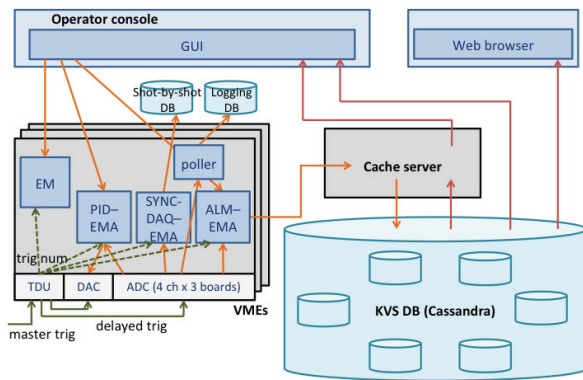 Operator console
GUI
Web browser
Shot-by-shot
DB
Logging
DB
poller
EM
PID–
EMA
SYNC-
DAQ–
EMA
ALM–
EMA
Cache server
trig num
TDU
DAC
ADC (4 ch x 3 boards)
VMEs
delayed trig
master trig
KVS DB (Cassandra)